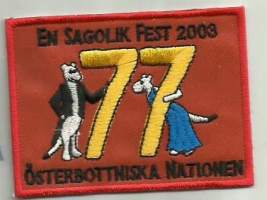 EN SAGOLIK FEST 2003
77
ÖSTERBOTTNISKA NATIONEN